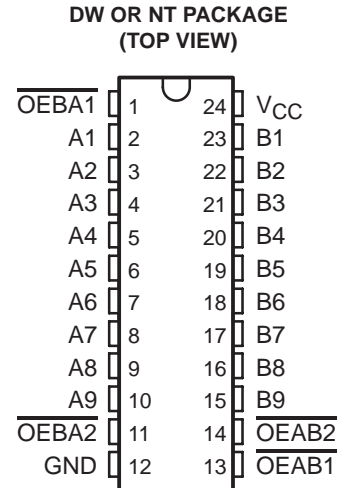 DW OR NT PACKAGE
(TOP VIEW)
OEBA1 1 24 VCC
A1 2 23 B1
A2 3 22 B2
A3 4 21 B3
A4 5 20 B4
A5 6 19 B5
A6 7 18 B6
A7 8 17 B7
A8 9 16 B8
A9 10 15 B9
OEBA2 11 14 OEAB2
GND 12 13 OEAB1